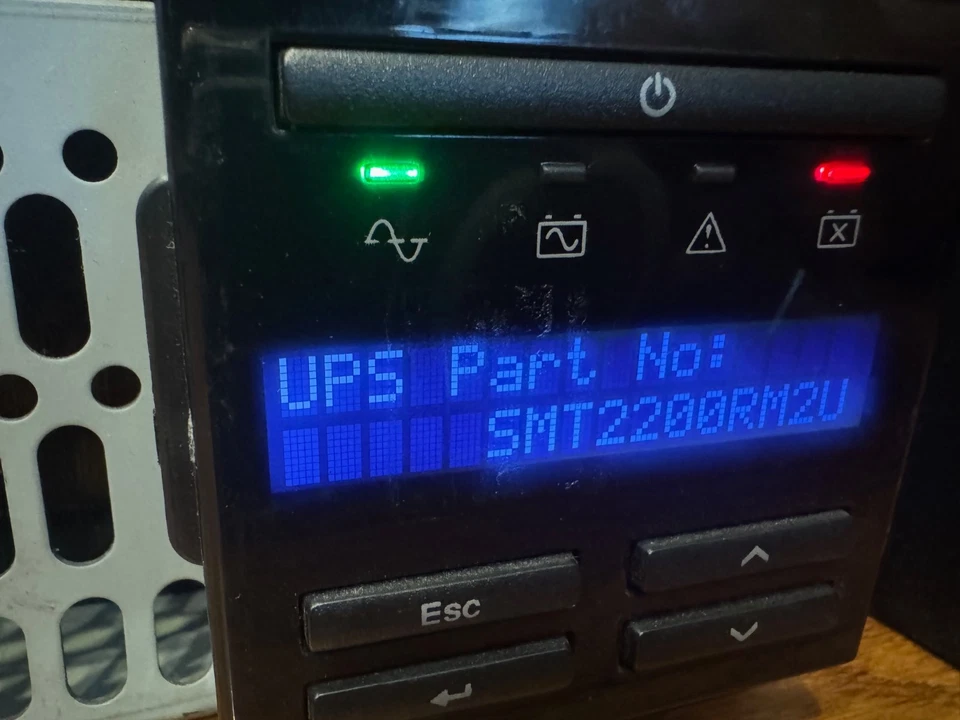 UPS Part No:
SMT2200RM2U
ESC